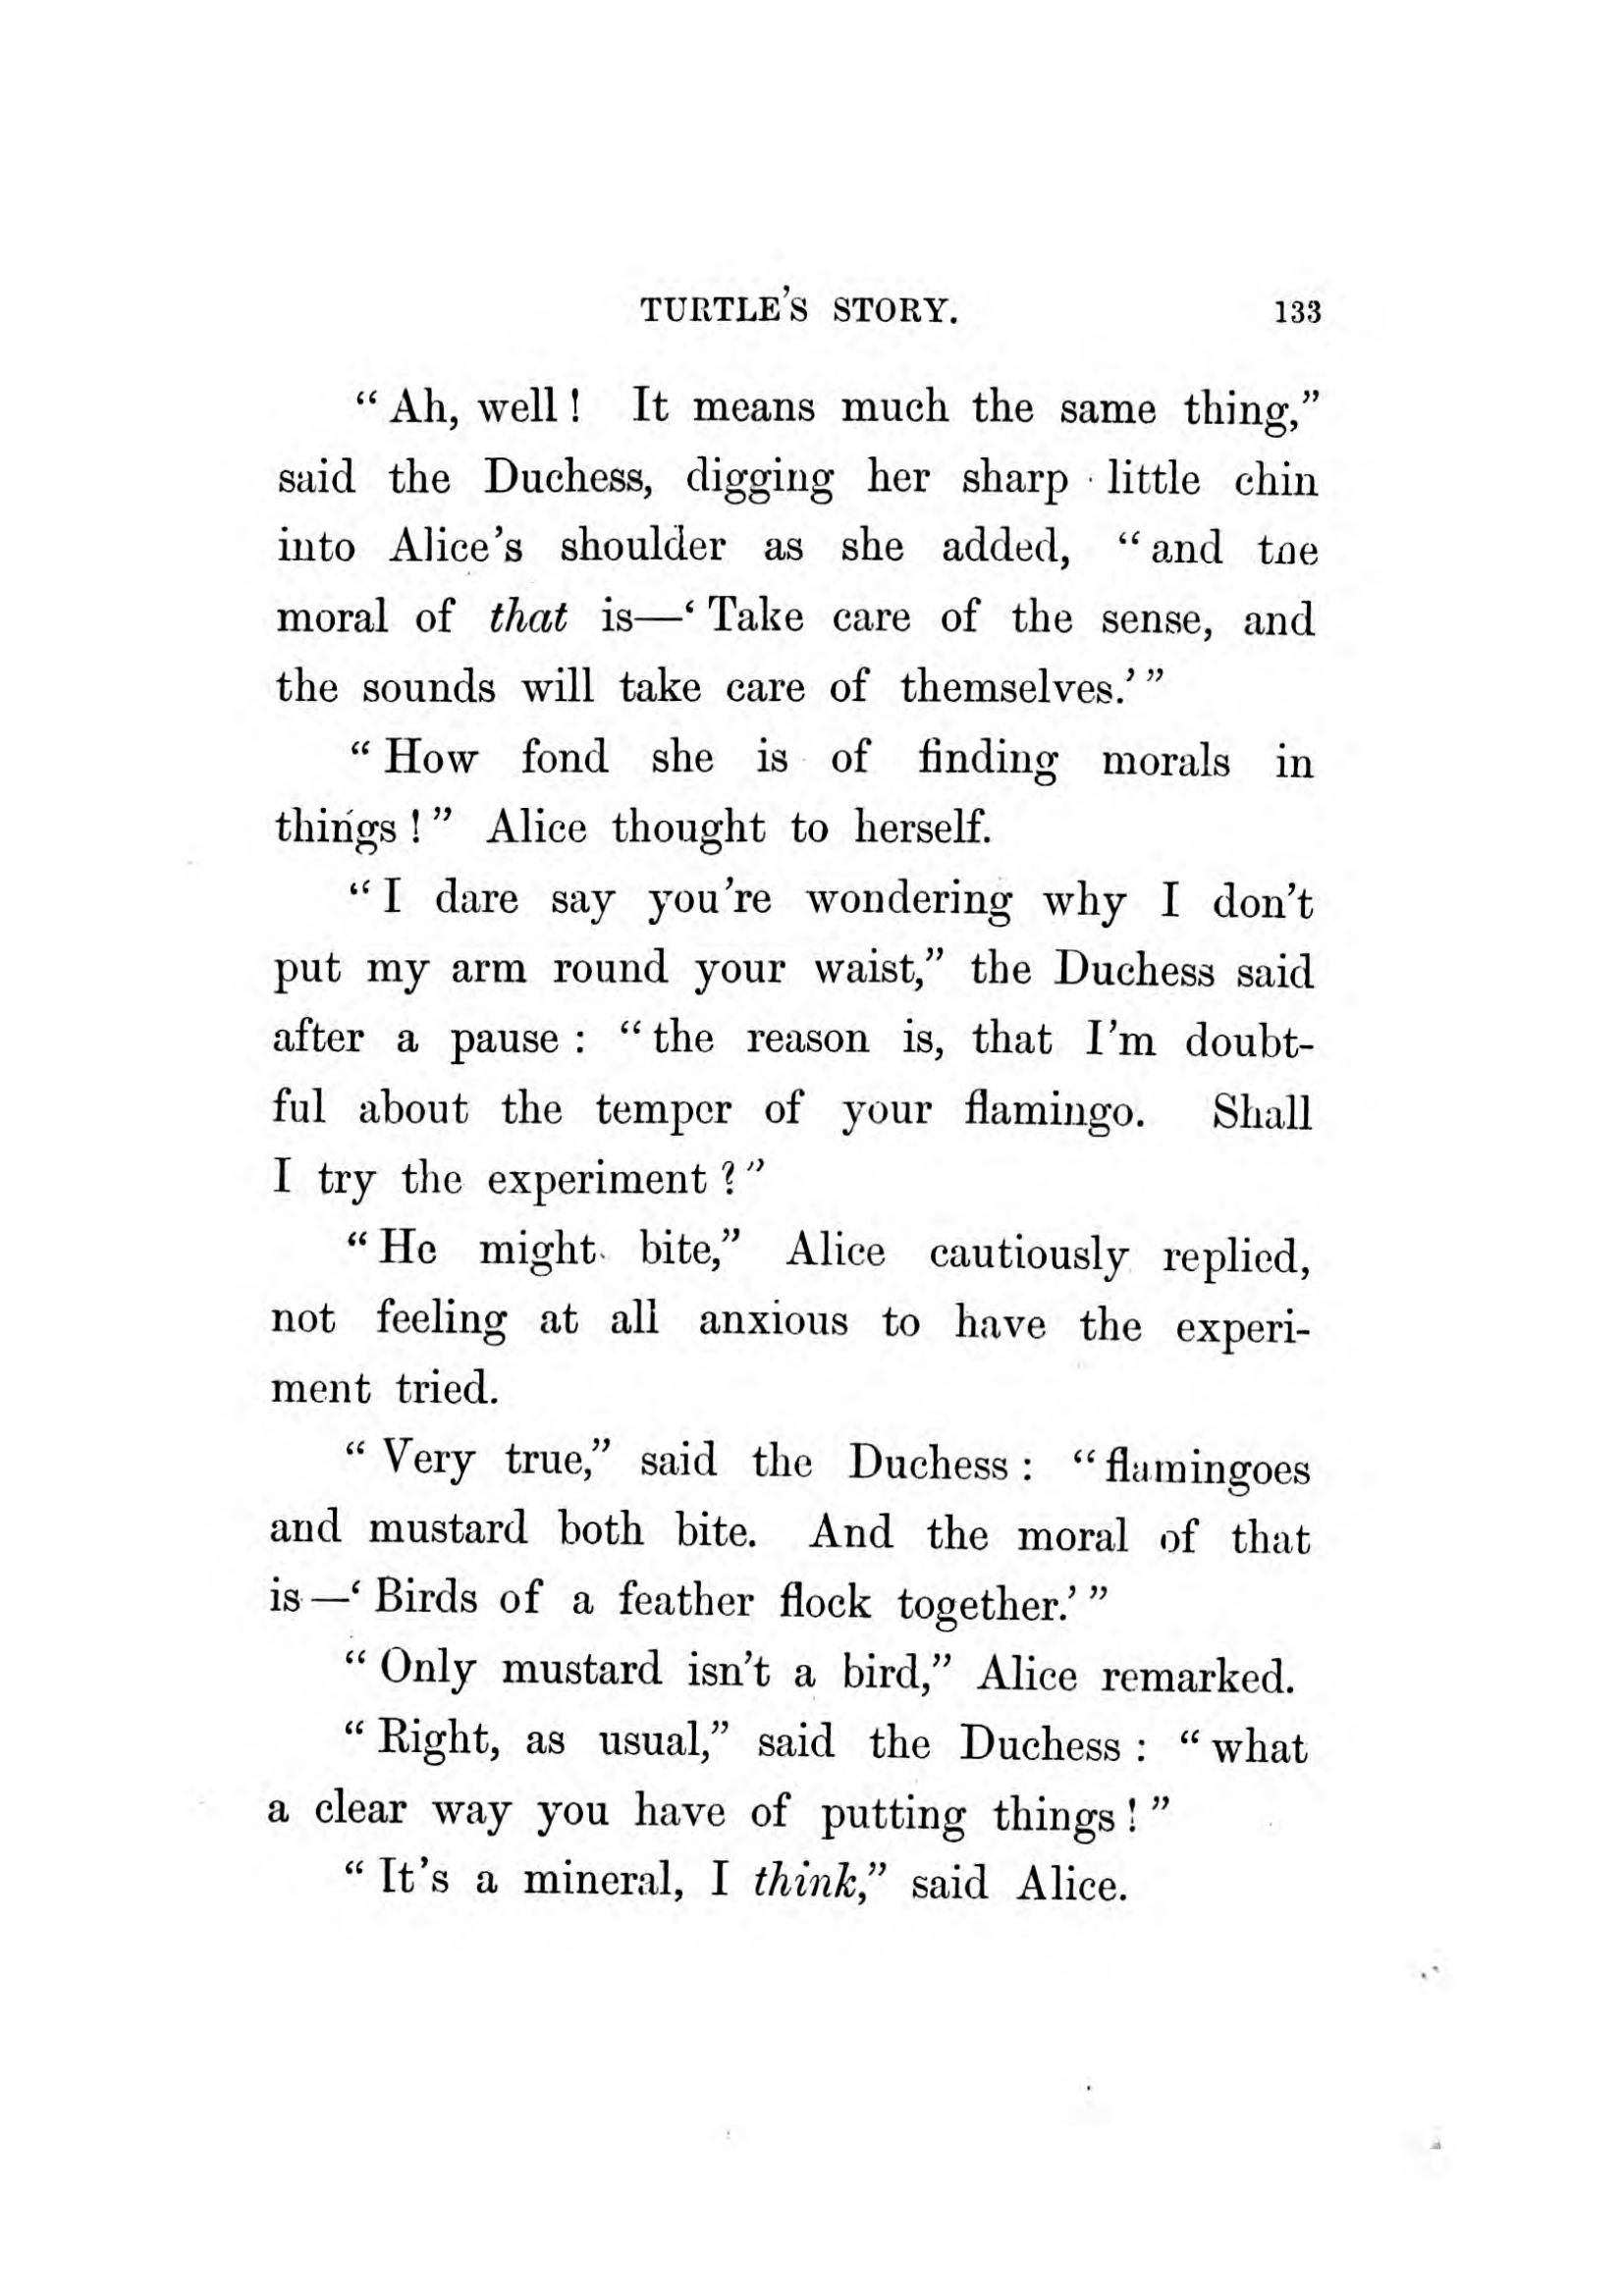 TURTLE'S STORY. 133
“Ah, well! It means much the same thing,”
said the Duchess, digging her sharp little chin
into Alice's shoulder as she added, “and the
moral of that is—‘Take care of the sense, and
the sounds will take care of themselves.’”
“How fond she is of finding morals in
things!” Alice thought to herself.
“I dare say you're wondering why I don't
put my arm round your waist,” the Duchess said
after a pause: “the reason is, that I'm doubt-
ful about the temper of your flamingo. Shall
I try the experiment?”
“He might bite,” Alice cautiously replied,
not feeling at all anxious to have the experi-
ment tried.
“Very true,” said the Duchess: “flamingoes
and mustard both bite. And the moral of that
is—‘Birds of a feather flock together.’”
“Only mustard isn't a bird,” Alice remarked.
“Right, as usual,” said the Duchess: “what
a clear way you have of putting things!”
“It's a mineral, I think,” said Alice.